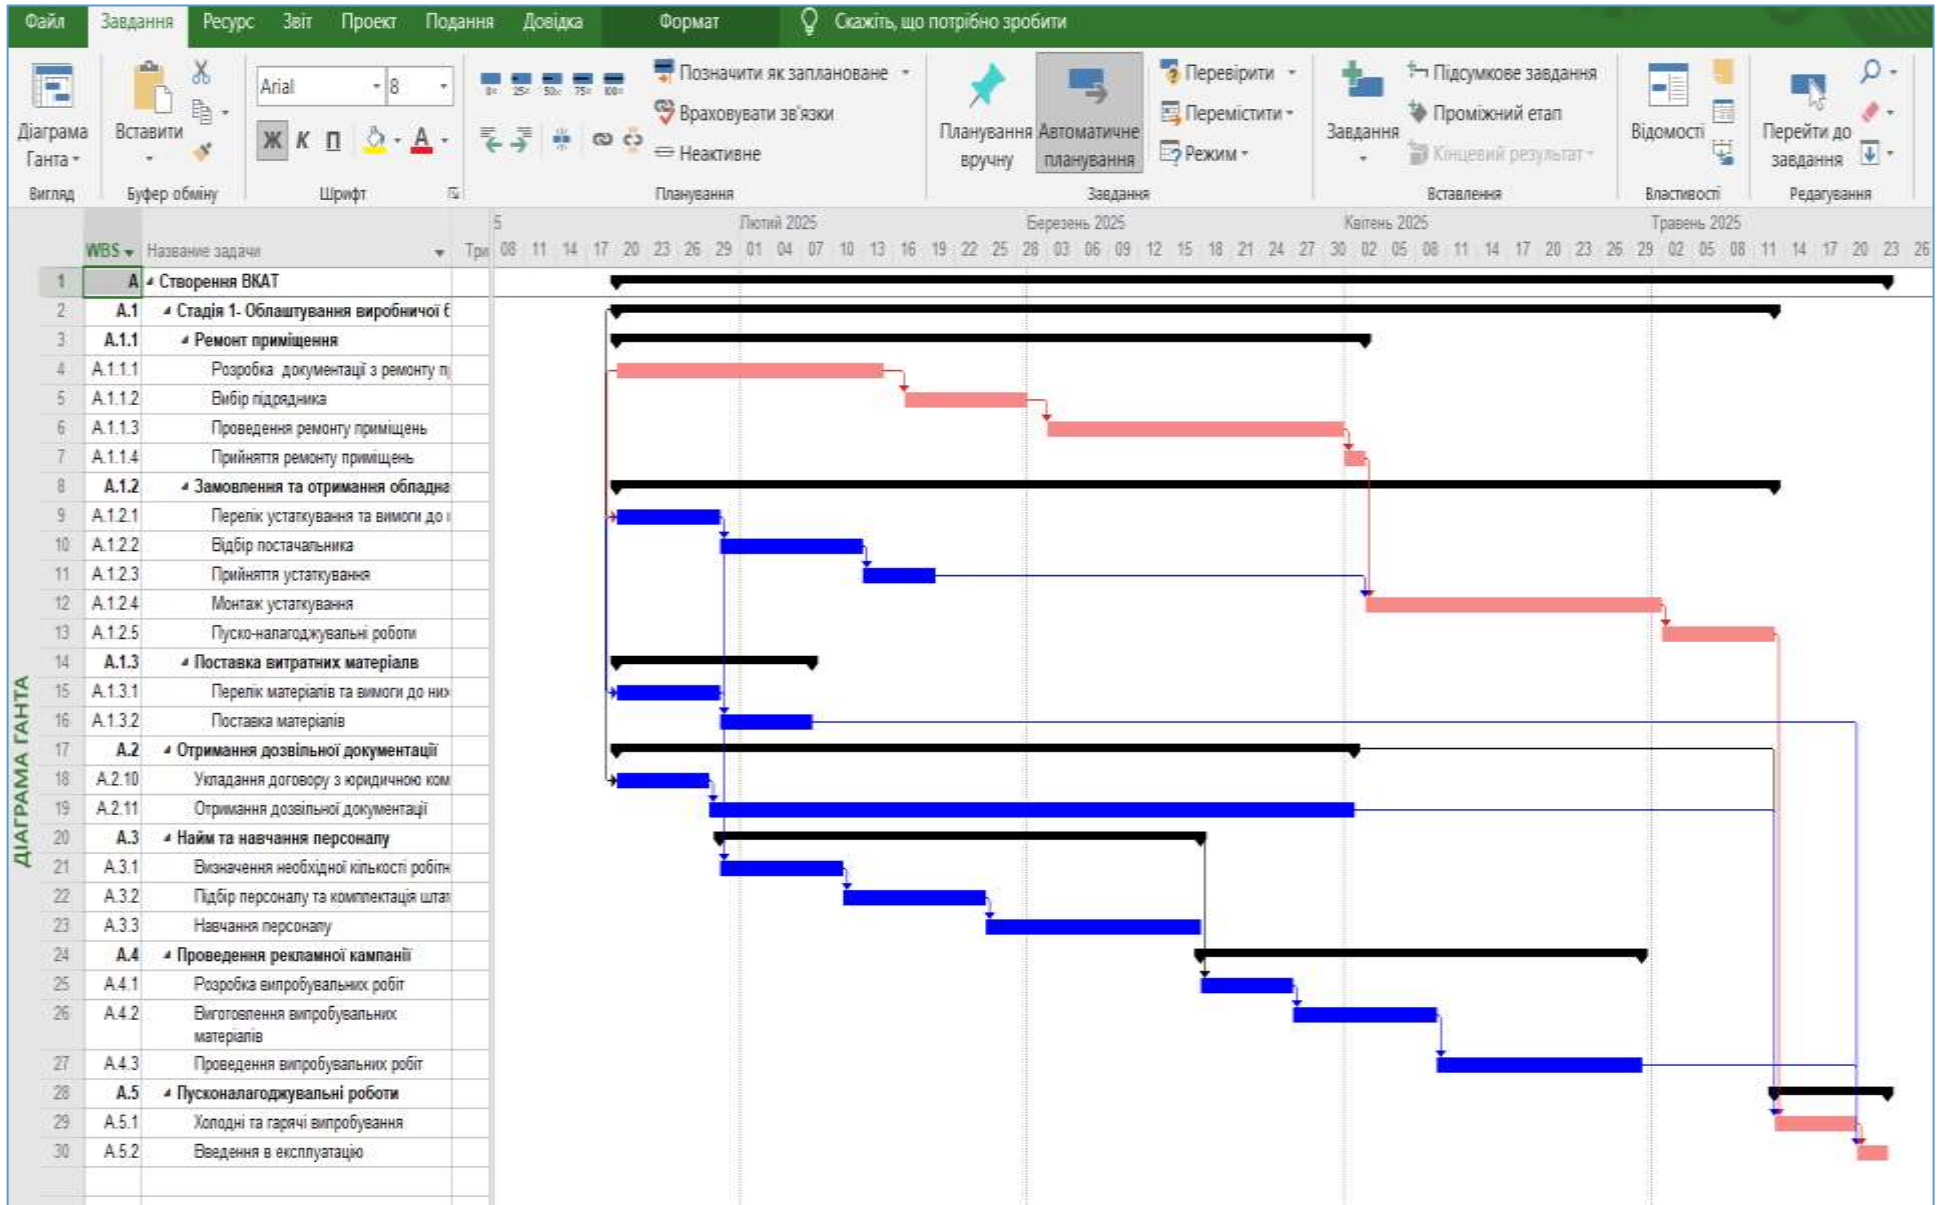 Файл Завдання Ресурс Звіт Проект Подання Довідка Формат Скажіть, що потрібно зробити
Arial 8
0× 25× 50× 75× 100×
Позначити як заплановане
Враховувати зв'язки
Неактивне
Перевірити
Перемістити
Режим
Підсумкове завдання
Проміжний етап
Кінцевий результат
Діаграма Ганта
Вставити
Ж К П
Планування вручну
Автоматичне планування
Завдання
Відомості
Перейти до завдання
Вигляд Буфер обміну Шрифт Планування Завдання Вставлення Властивості Редагування
5 Лютий 2025 Березень 2025 Квітень 2025 Травень 2025
WBS Название задачи Три 08 11 14 17 20 23 26 29 01 04 07 10 13 16 19 22 25 28 03 06 09 12 15 18 21 24 27 30 02 05 08 11 14 17 20 23 26 29 02 05 08 11 14 17 20 23 26
1 А Створення ВКАТ
2 А.1 Стадія 1- Облаштування виробничої б
3 А.1.1 Ремонт приміщення
4 А.1.1.1 Розробка документації з ремонту п
5 А.1.1.2 Вибір підрядника
6 А.1.1.3 Проведення ремонту приміщень
7 А.1.1.4 Прийняття ремонту приміщень
8 А.1.2 Замовлення та отримання обладна
9 А.1.2.1 Перелік устаткування та вимоги до
10 А.1.2.2 Відбір постачальника
11 А.1.2.3 Прийняття устаткування
12 А.1.2.4 Монтаж устаткування
13 А.1.2.5 Пуско-налагоджувальні роботи
14 А.1.3 Поставка витратних матеріалв
15 А.1.3.1 Перелік матеріалів та вимоги до них
16 А.1.3.2 Поставка матеріалів
17 А.2 Отримання дозвільної документації
18 А.2.10 Укладання договору з юридичною ком
19 А.2.11 Отримання дозвільної документації
20 А.3 Найм та навчання персоналу
21 А.3.1 Визначення необхідної кількості робітн
22 А.3.2 Підбір персоналу та комплектація штат
23 А.3.3 Навчання персоналу
24 А.4 Проведення рекламної кампанії
25 А.4.1 Розробка випробувальних робіт
26 А.4.2 Виготовлення випробувальних
матеріалів
27 А.4.3 Проведення випробувальних робіт
28 А.5 Пусконалагоджувальні роботи
29 А.5.1 Холодні та гарячі випробування
30 А.5.2 Введення в експлуатацію
ДІАГРАМА ГАНТА